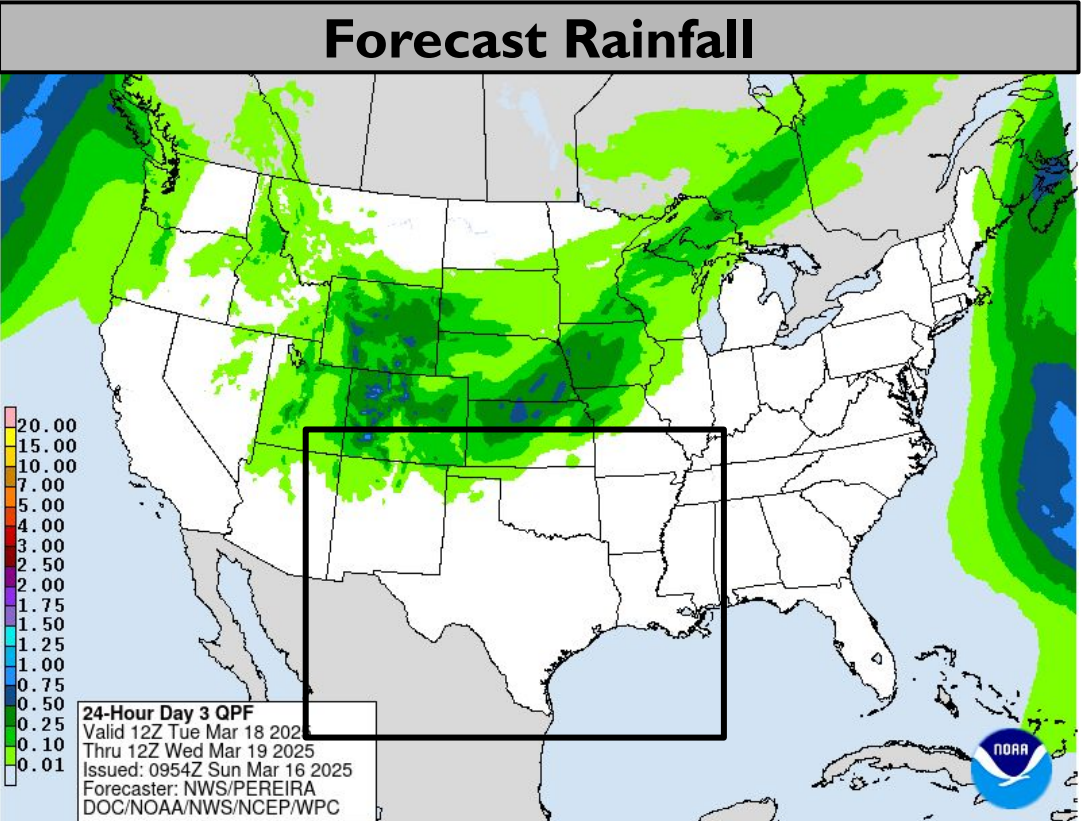 Forecast Rainfall
20.00
15.00
10.00
7.00
5.00
4.00
3.00
2.50
2.00
1.75
1.50
1.25
1.00
0.75
0.50
0.25
0.10
0.01
24-Hour Day 3 QPF
Valid 12Z Tue Mar 18 2025
Thru 12Z Wed Mar 19 2025
Issued: 0954Z Sun Mar 16 2025
Forecaster: NWS/PEREIRA
DOC/NOAA/NWS/NCEP/WPC
NOAA